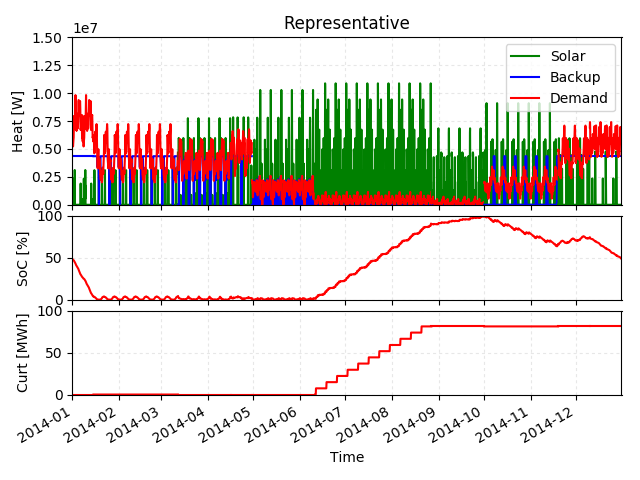 Representative
1e7
1.50
1.25
1.00
0.75
0.50
0.25
0.00
Heat [W]
Solar
Backup
Demand
100
50
0
SoC [%]
100
50
0
Curt [MWh]
2014-01
2014-02
2014-03
2014-04
2014-05
2014-06
2014-07
2014-08
2014-09
2014-10
2014-11
2014-12
Time